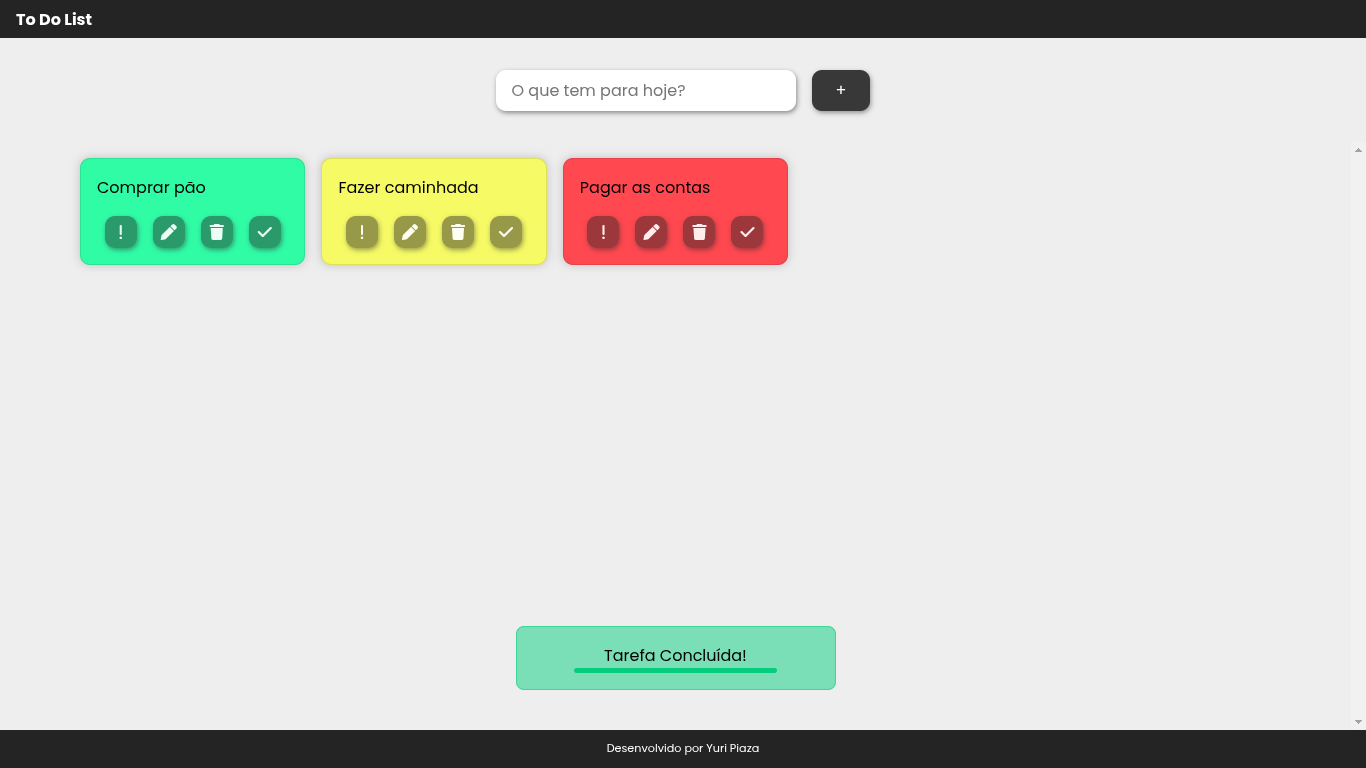 To Do List
O que tem para hoje?
+
Comprar pão
Fazer caminhada
Pagar as contas
!
!
!
Tarefa Concluída!
Desenvolvido por Yuri Piaza